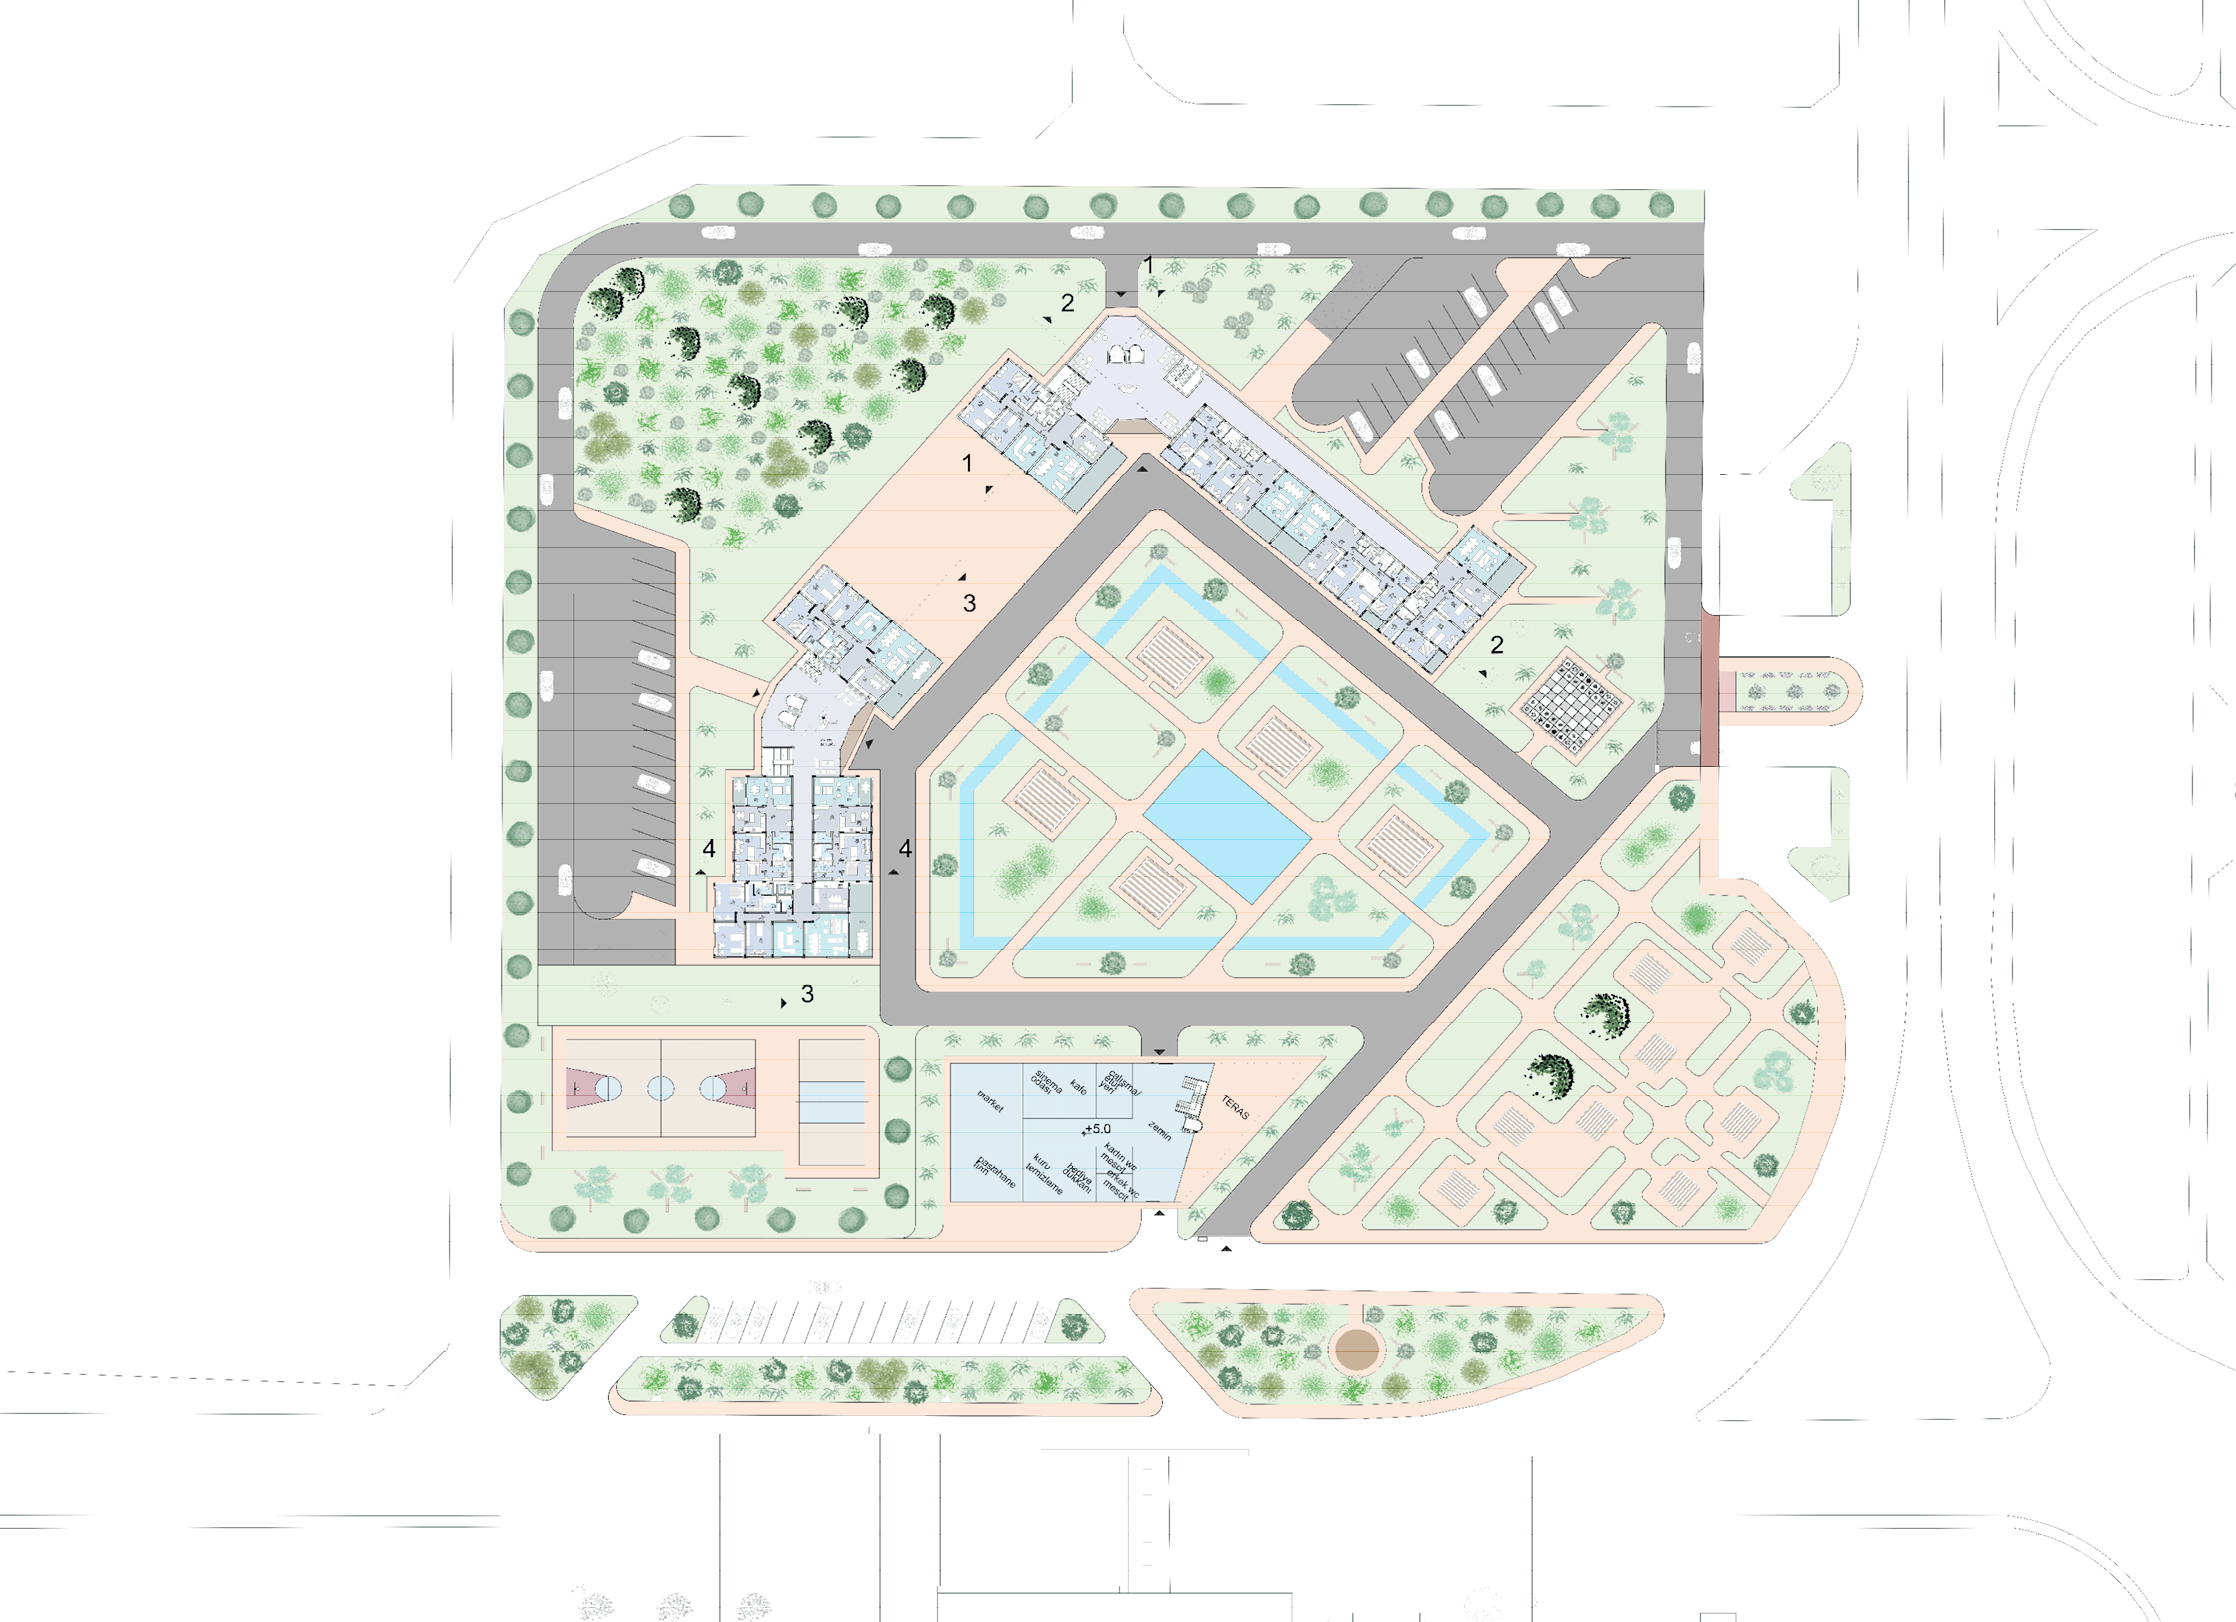 1
2
1
3
2
4
4
3
sinema
odası
kafe
çalışma/
etüt
yeri
market
TERAS
zemin
+5.0
pastahane
fırın
kuru
temizleme
hediye
dükkanı
kadın wc
mescit
erkek wc
mescit